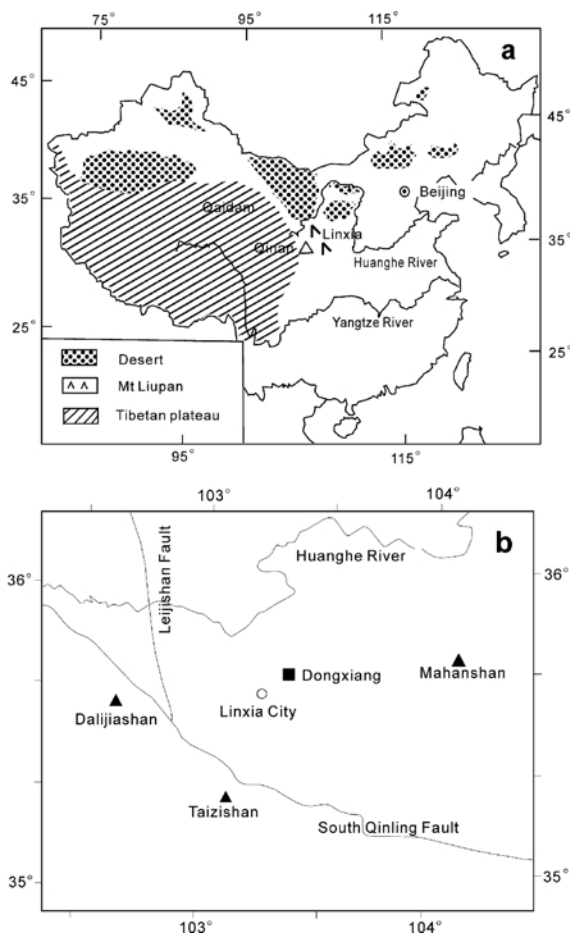 75°
95°
115°
a
45°
45°
Beijing
35°
Qaidam
Linxia
Qinan
35°
Huanghe River
Yangtze River
25°
25°
Desert
Mt Liupan
Tibetan plateau
95°
115°
103°
104°
b
Huanghe River
36°
36°
Leijishan Fault
Dongxiang
Mahanshan
Linxia City
Dalijiashan
Taizishan
South Qinling Fault
35°
35°
103°
104°